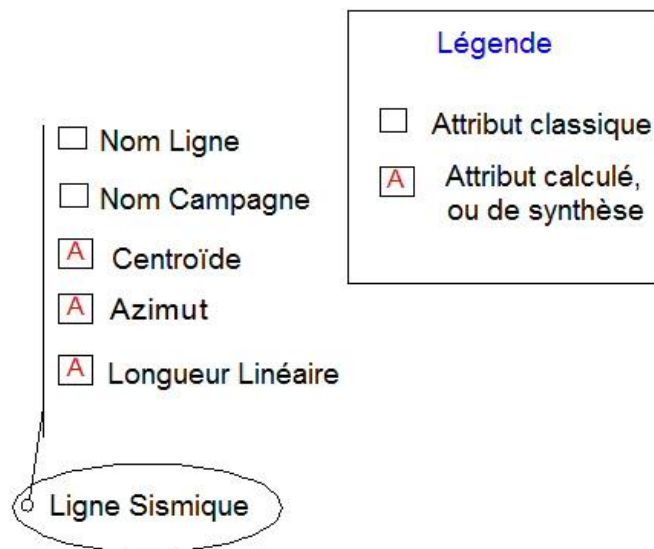 Légende
Attribut classique
A Attribut calculé,
ou de synthèse
Nom Ligne
Nom Campagne
A Centroïde
A Azimut
A Longueur Linéaire
Ligne Sismique